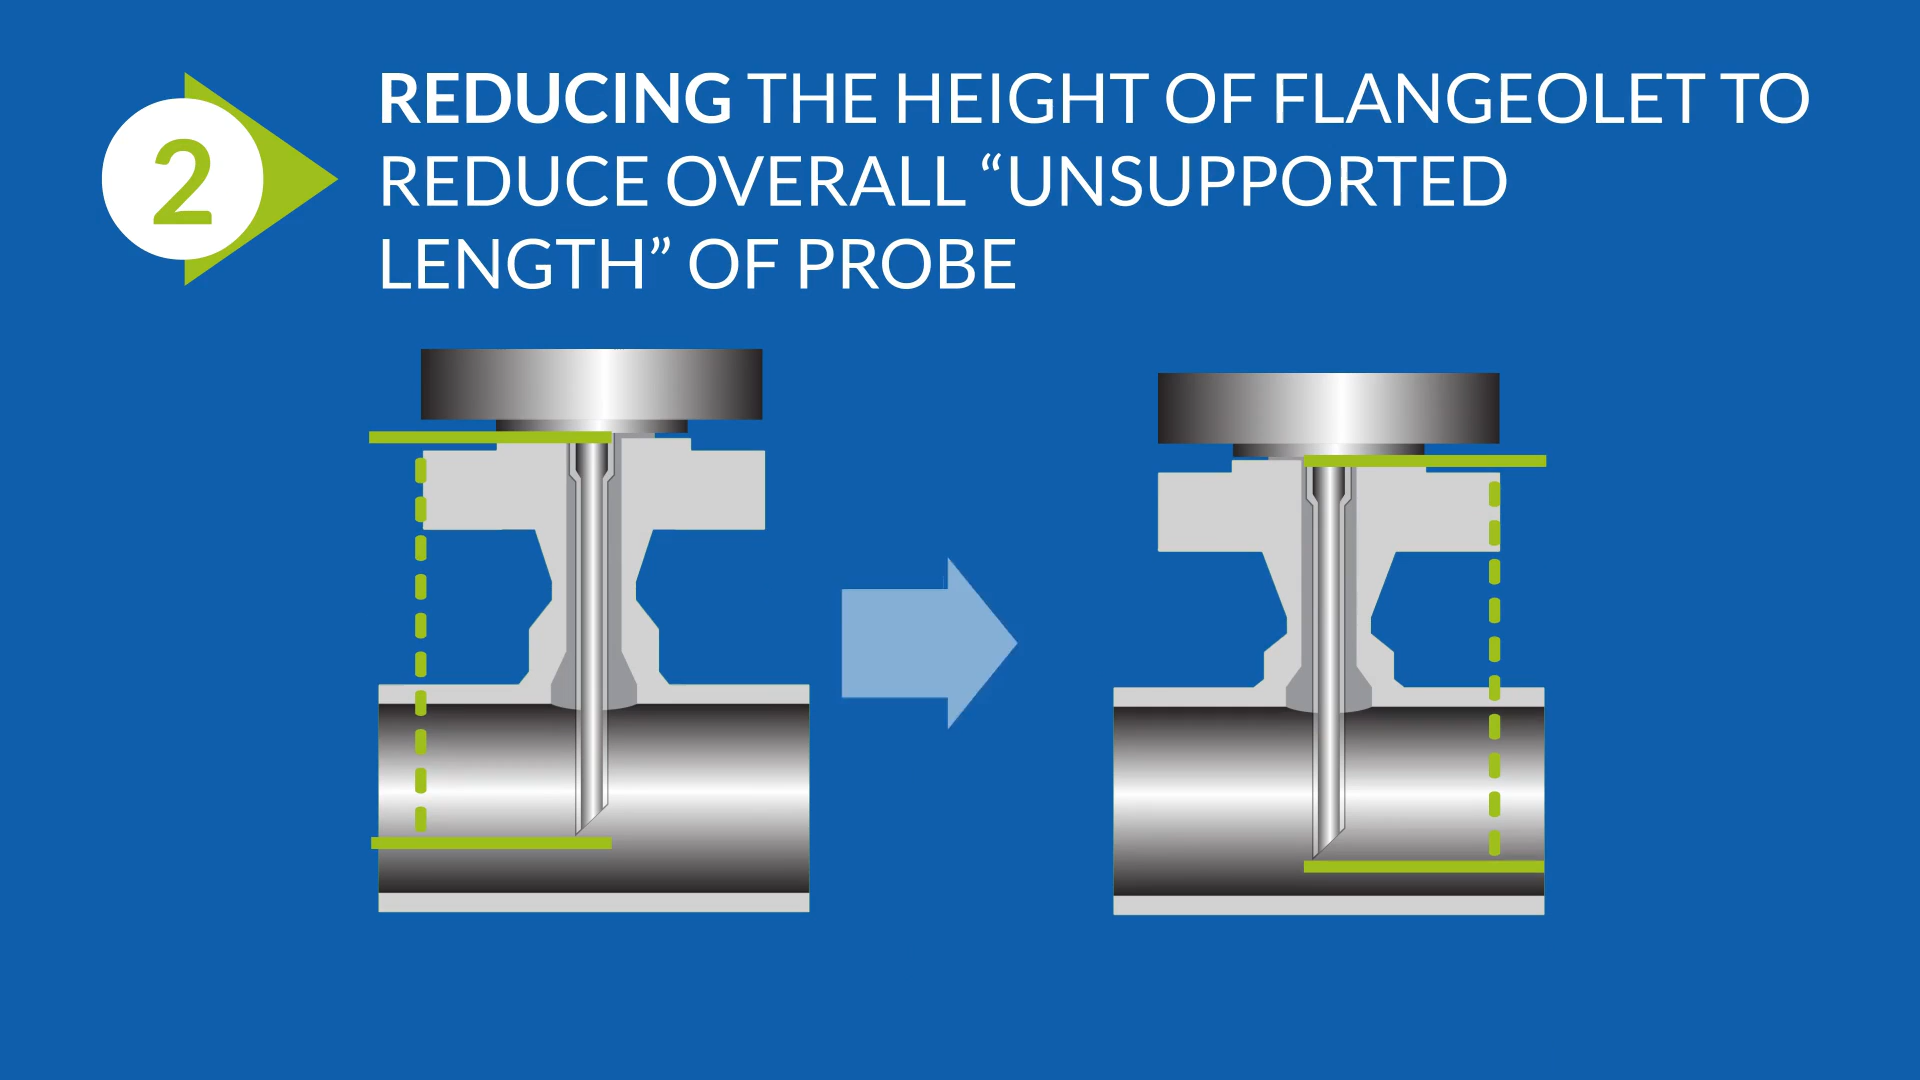 2
REDUCING THE HEIGHT OF FLANGEOLET TO
REDUCE OVERALL “UNSUPPORTED
LENGTH” OF PROBE